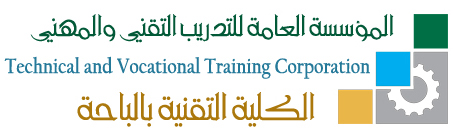 المؤسسة العامة للتدريب التقني والمهني
Technical and Vocational Training Corporation
الكلية التقنية بالباحة